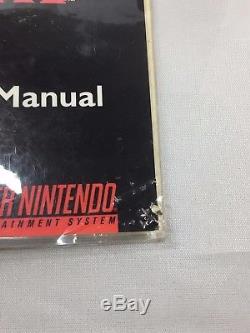 Manual
ER NINTENDO
AINMENT SYSTEM